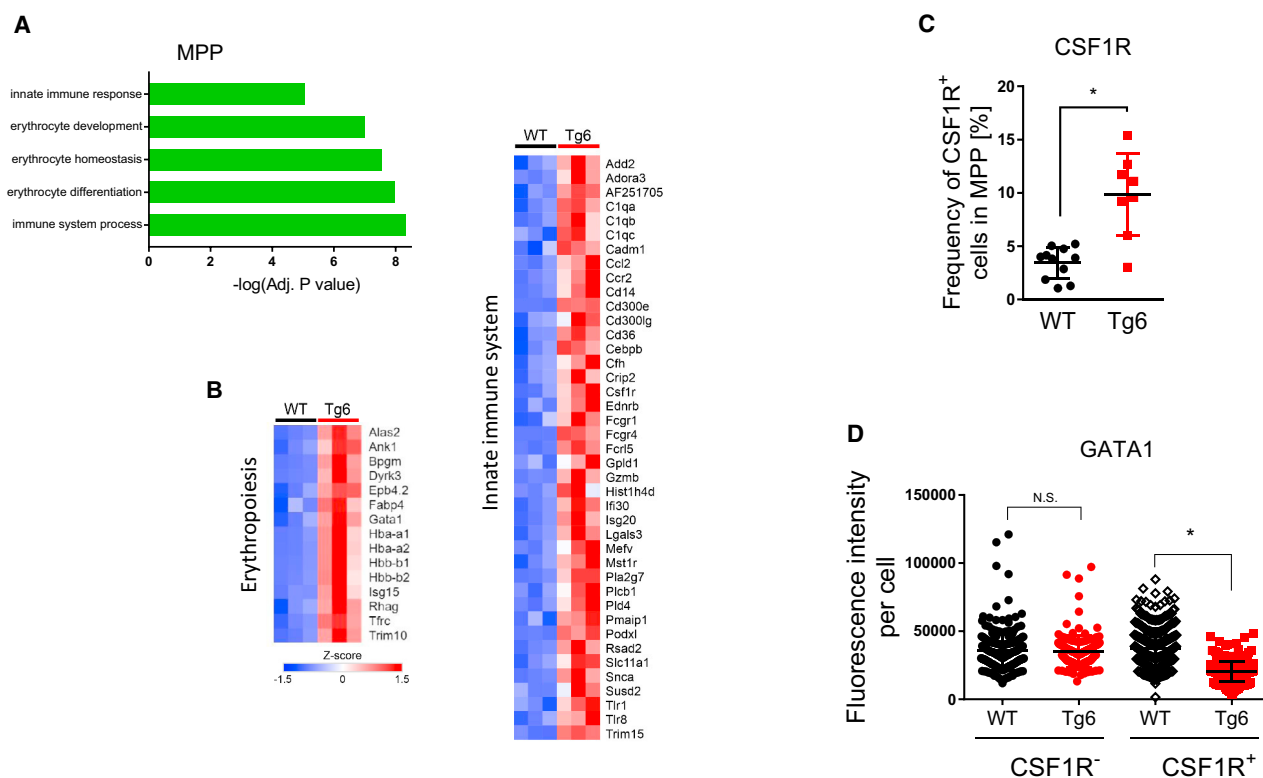 A
MPP
innate immune response
erythrocyte development
erythrocyte homeostasis
erythrocyte differentiation
immune system process
0 2 4 6 8
-log(Adj. P value)
B
WT Tg6
Erythropoiesis
Alas2
Ank1
Bpgm
Dyrk3
Epb4.2
Fabp4
Gata1
Hba-a1
Hba-a2
Hbb-b1
Hbb-b2
Isg15
Rhag
Tfrc
Trim10
Z-score
-1.5 0 1.5
WT Tg6
Innate immune system
Add2
Adora3
AF251705
C1qa
C1qb
C1qc
Cadm1
Ccl2
Ccr2
Cd14
Cd300e
Cd300lg
Cd36
Cebpb
Cfh
Crip2
Csf1r
Ednrb
Fcgr1
Fcgr4
Fcrl5
Gpld1
Gzmb
Hist1h4d
Ifi30
Isg20
Lgals3
Mefv
Mst1r
Pla2g7
Plcb1
Pld4
Pmaip1
Podxl
Rsad2
Slc11a1
Snca
Susd2
Tlr1
Tlr8
Trim15
C
CSF1R
Frequency of CSF1R+
cells in MPP [%]
20
15
10
5
0
*
WT Tg6
D
GATA1
Fluorescence intensity
per cell
150000
100000
50000
0
N.S.
*
WT Tg6 WT Tg6
CSF1R- CSF1R+